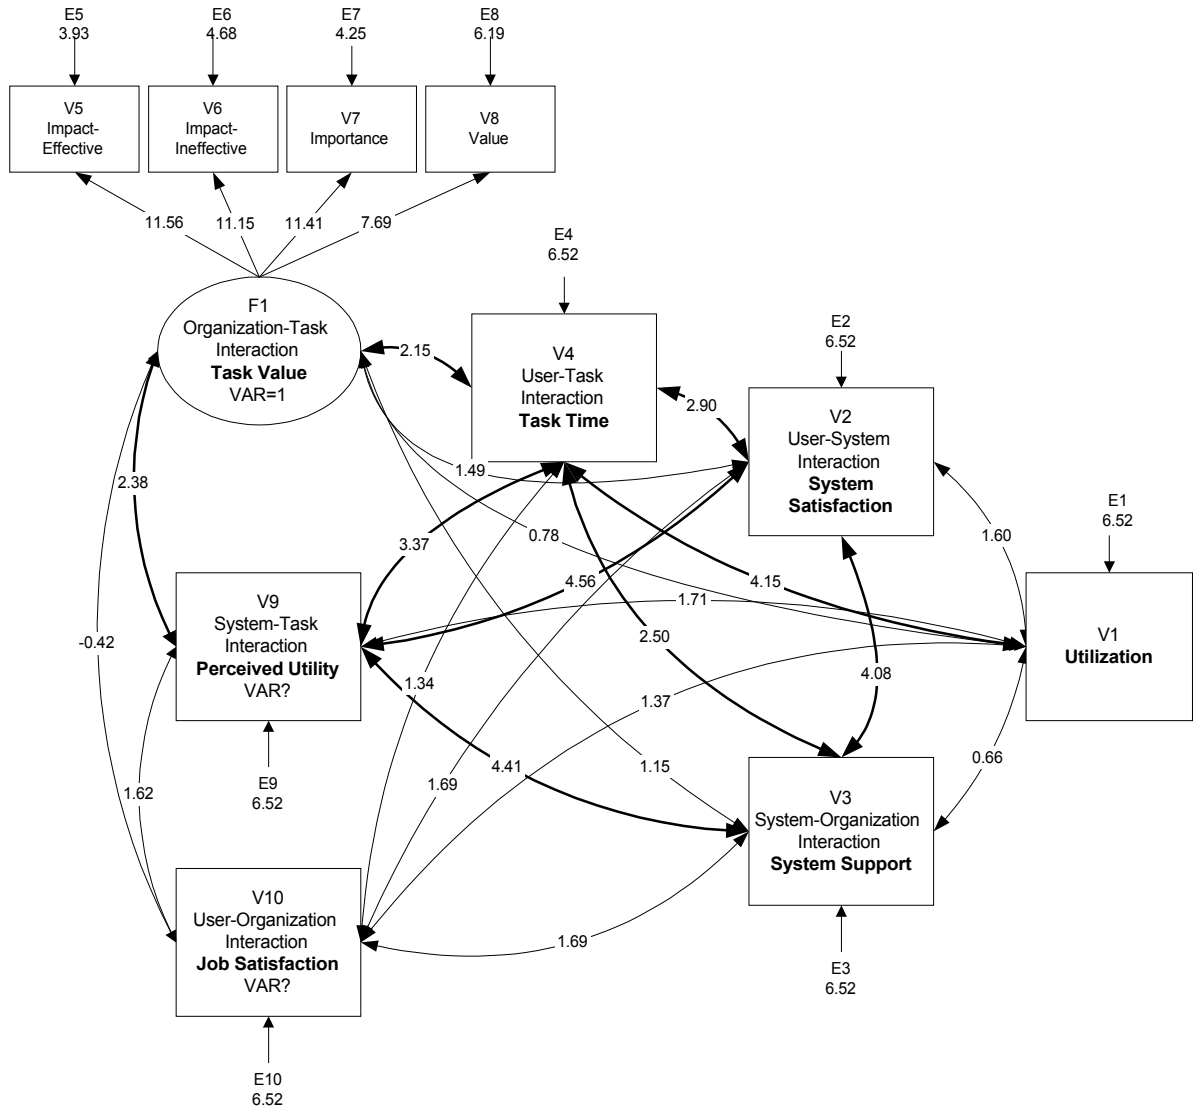 E5
3.93
E6
4.68
E7
4.25
E8
6.19
V5
Impact-
Effective
V6
Impact-
Ineffective
V7
Importance
V8
Value
11.56
11.15
11.41
7.69
E4
6.52
F1
Organization-Task
Interaction
Task Value
VAR=1
2.15
V4
User-Task
Interaction
Task Time
2.90
E2
6.52
V2
User-System
Interaction
System
Satisfaction
2.38
1.49
0.78
3.37
4.56
4.15
1.71
1.60
E1
6.52
V1
Utilization
V9
System-Task
Interaction
Perceived Utility
VAR?
-0.42
2.50
4.08
1.34
1.37
E9
6.52
1.62
4.41
1.69
1.15
0.66
V3
System-Organization
Interaction
System Support
V10
User-Organization
Interaction
Job Satisfaction
VAR?
1.69
E3
6.52
E10
6.52